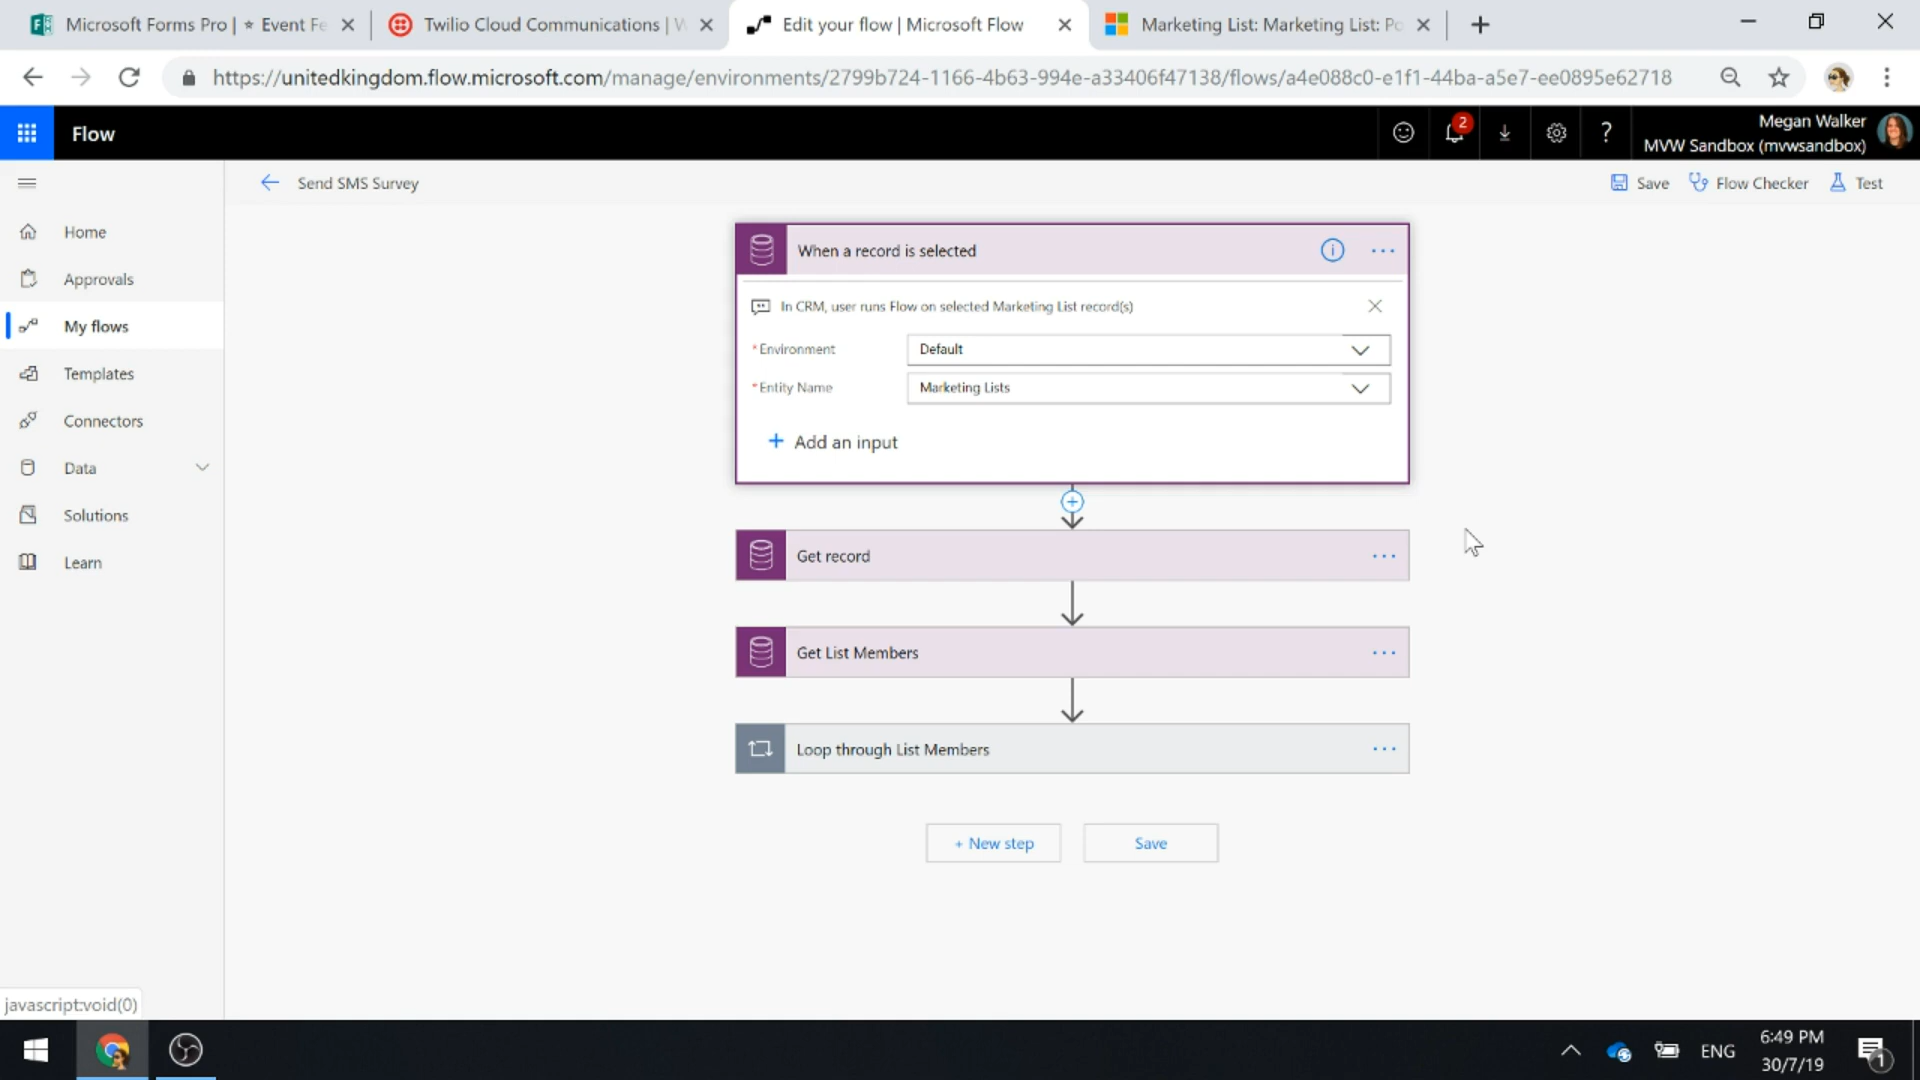 Microsoft Forms Pro | ⭐ Event Fe
Twilio Cloud Communications | W
Edit your flow | Microsoft Flow
Marketing List: Marketing List: Po
https://unitedkingdom.flow.microsoft.com/manage/environments/2799b724-1166-4b63-994e-a33406f47138/flows/a4e088c0-e1f1-44ba-a5e7-ee0895e62718
Flow
2
?
Megan Walker
MVW Sandbox (mvwsandbox)
Send SMS Survey
Save
Flow Checker
Test
Home
Approvals
My flows
Templates
Connectors
Data
Solutions
Learn
When a record is selected
In CRM, user runs Flow on selected Marketing List record(s)
*Environment
Default
*Entity Name
Marketing Lists
+ Add an input
Get record
Get List Members
Loop through List Members
+ New step
Save
javascript:void(0)
ENG
6:49 PM
30/7/19
1